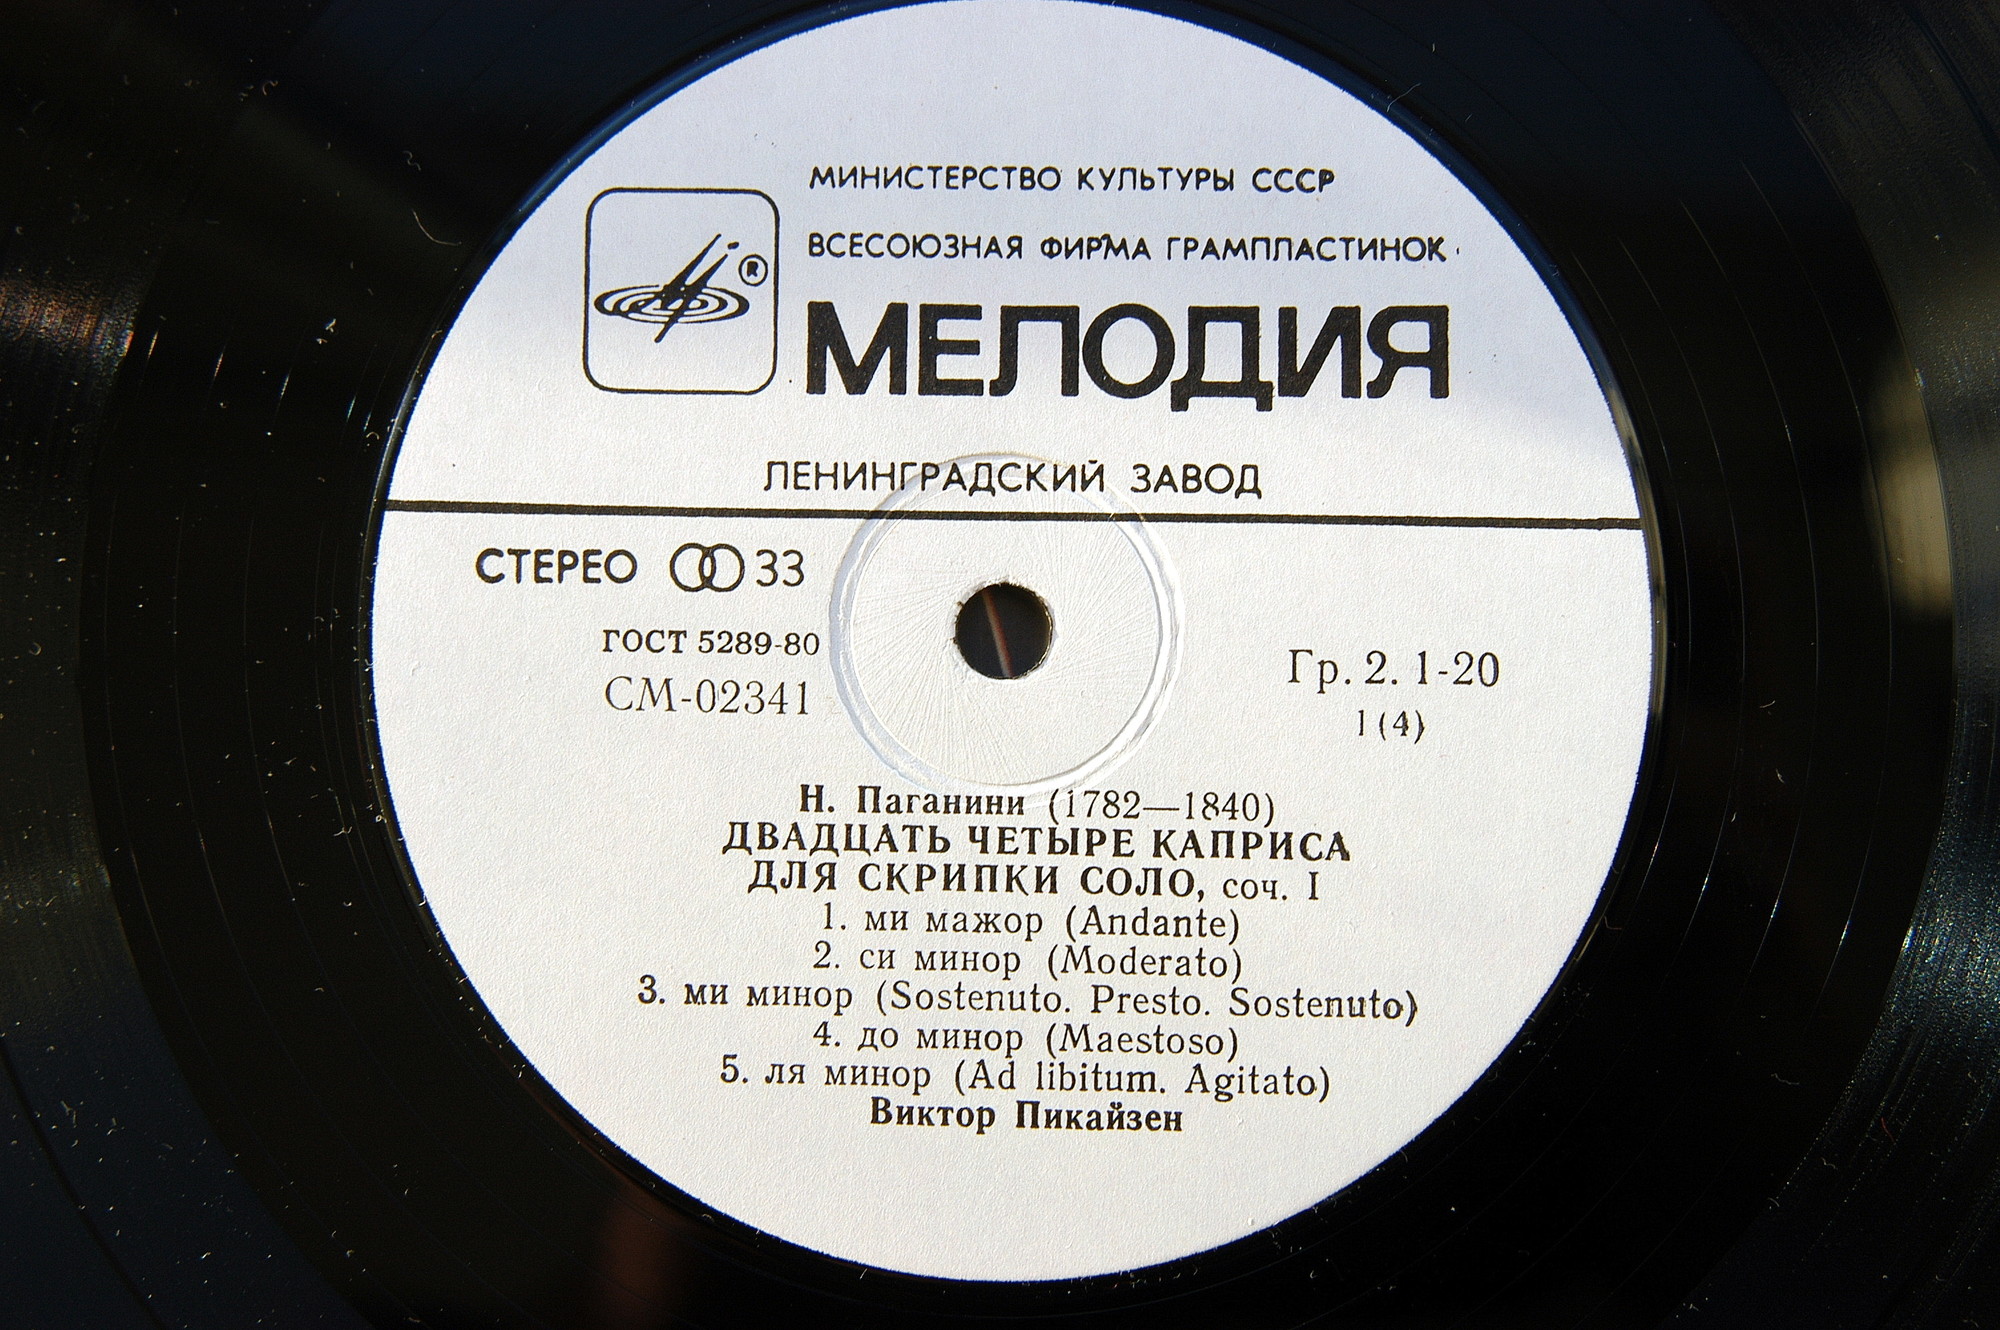 МИНИСТЕРСТВО КУЛЬТУРЫ СССР
ВСЕСОЮЗНАЯ ФИРМА ГРАМПЛАСТИНОК
®
МЕЛОДИЯ
ЛЕНИНГРАДСКИЙ ЗАВОД
СТЕРЕО 33
ГОСТ 5289-80
СМ-02341
Гр. 2. 1-20
1 (4)
Н. Паганини (1782—1840)
ДВАДЦАТЬ ЧЕТЫРЕ КАПРИСА
ДЛЯ СКРИПКИ СОЛО, соч. I
1. ми мажор (Andante)
2. си минор (Moderato)
3. ми минор (Sostenuto. Presto. Sostenuto)
4. до минор (Maestoso)
5. ля минор (Ad libitum. Agitato)
Виктор Пикайзен